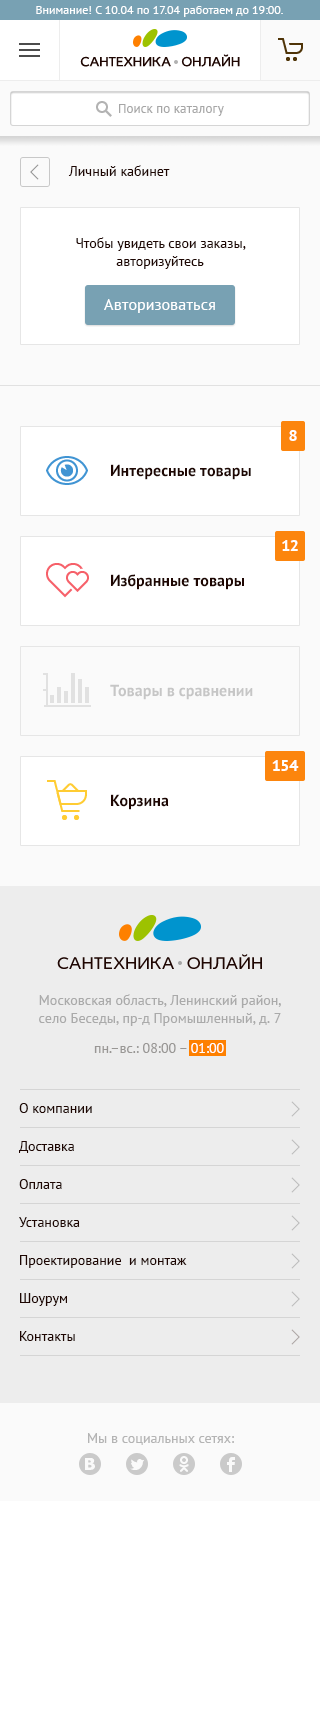 Внимание! С 10.04 по 17.04 работаем до 19:00.
САНТЕХНИКА • ОНЛАЙН
Поиск по каталогу
Личный кабинет
Чтобы увидеть свои заказы,
авторизуйтесь
Авторизоваться
8
Интересные товары
12
Избранные товары
Товары в сравнении
154
Корзина
САНТЕХНИКА • ОНЛАЙН
Московская область, Ленинский район,
село Беседы, пр-д Промышленный, д. 7
пн.–вс.: 08:00 – 01:00
О компании
Доставка
Оплата
Установка
Проектирование и монтаж
Шоурум
Контакты
Мы в социальных сетях: